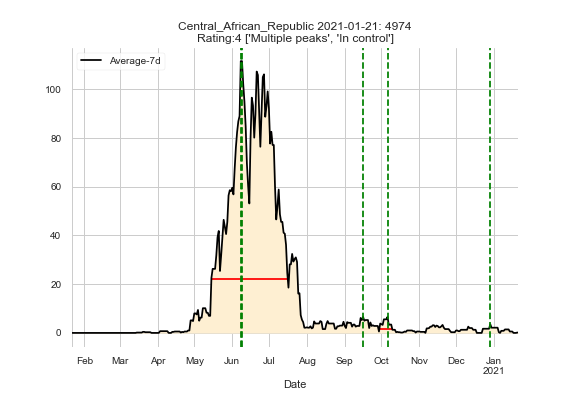 Central_African_Republic 2021-01-21: 4974
Rating:4 ['Multiple peaks', 'In control']
Average-7d
100
80
60
40
20
0
Feb Mar Apr May Jun Jul Aug Sep Oct Nov Dec Jan
2021
Date